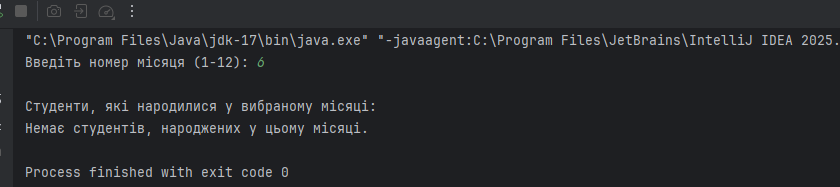 "C:\Program Files\Java\jdk-17\bin\java.exe" "-javaagent:C:\Program Files\JetBrains\IntelliJ IDEA 2025.
Введіть номер місяця (1-12): 6
Студенти, які народилися у вибраному місяці:
Немає студентів, народжених у цьому місяці.
Process finished with exit code 0